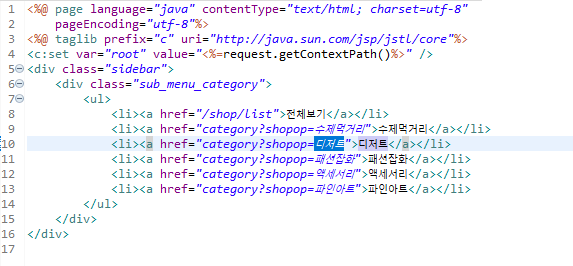 1 <%@ page language="java" contentType="text/html; charset=utf-8"
2 pageEncoding="utf-8"%>
3 <%@ taglib prefix="c" uri="http://java.sun.com/jsp/jstl/core"%>
4 <c:set var="root" value="<%=request.getContextPath()%>" />
5 <div class="sidebar">
6 <div class="sub_menu_category">
7 <ul>
8 <li><a href="/shop/list">전체보기</a></li>
9 <li><a href="category?shopop=수제먹거리">수제먹거리</a></li>
10 <li><a href="category?shopop=디저트">디저트</a></li>
11 <li><a href="category?shopop=패션잡화">패션잡화</a></li>
12 <li><a href="category?shopop=액세서리">액세서리</a></li>
13 <li><a href="category?shopop=파인아트">파인아트</a></li>
14 </ul>
15 </div>
16 </div>
17